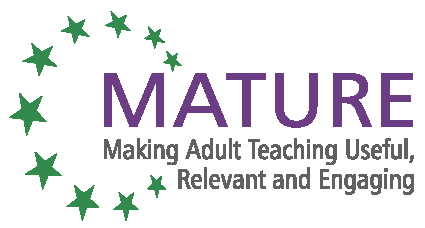 MATURE
Making Adult Teaching Useful,
Relevant and Engaging